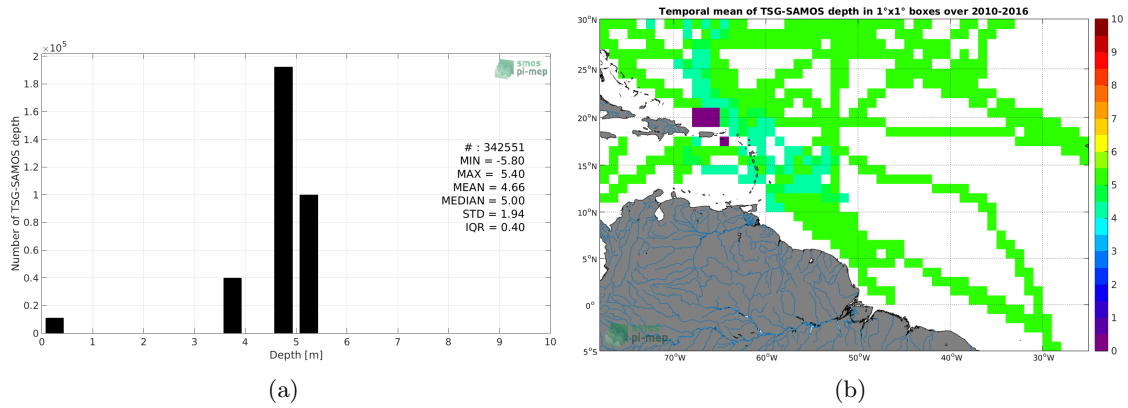 Temporal mean of TSG-SAMOS depth in 1°x1° boxes over 2010-2016
×10⁵
2
1.8
1.6
1.4
1.2
1
0.8
0.6
0.4
0.2
0
Number of TSG-SAMOS depth
smos
pi-mep
# : 342551
MIN = -5.80
MAX = 5.40
MEAN = 4.66
MEDIAN = 5.00
STD = 1.94
IQR = 0.40
0 1 2 3 4 5 6 7 8 9 10
Depth [m]
(a)
30°N
25°N
20°N
15°N
10°N
5°N
0°
5°S
70°W 60°W 50°W 40°W 30°W
smos
pi-mep
10
9
8
7
6
5
4
3
2
1
0
(b)